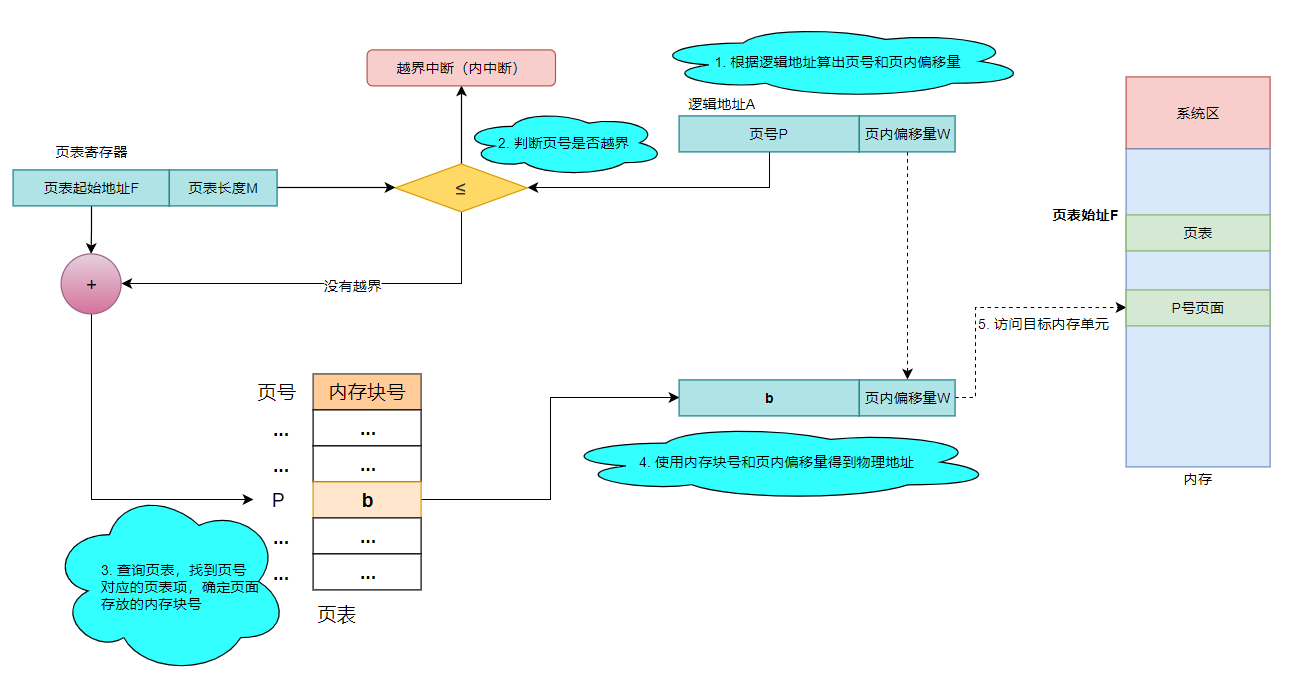 越界中断（内中断）
1. 根据逻辑地址算出页号和页内偏移量
逻辑地址A
页号P
页内偏移量W
2. 判断页号是否越界
页表寄存器
页表起始地址F
页表长度M
≤
+
没有越界
系统区
页表始址F
页表
P号页面
5. 访问目标内存单元
内存
页号
内存块号
...
...
...
...
P
b
...
...
...
...
页表
b
页内偏移量W
4. 使用内存块号和页内偏移量得到物理地址
3. 查询页表，找到页号
对应的页表项，确定页面
存放的内存块号